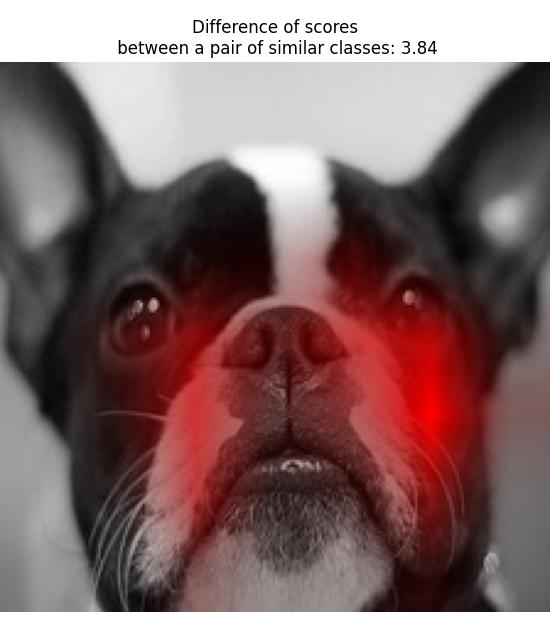 Difference of scores
between a pair of similar classes: 3.84